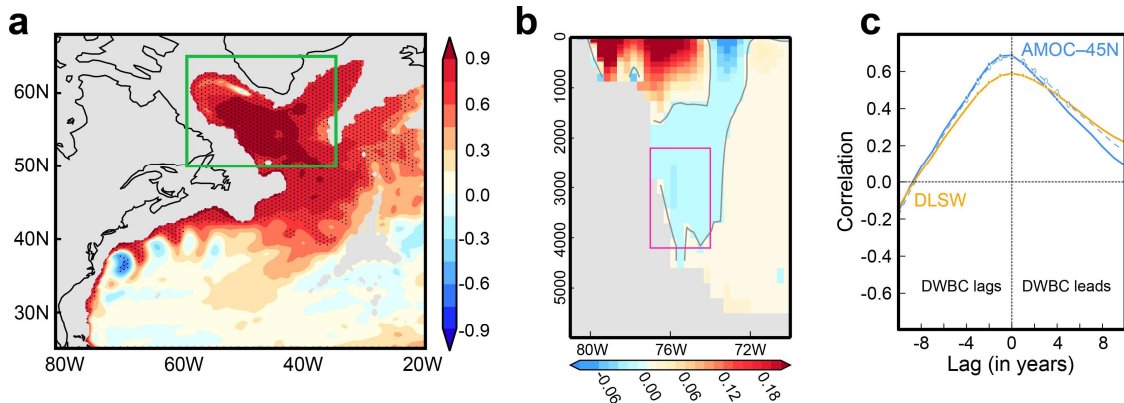 a
60N
50N
40N
30N
80W
60W
40W
20W
0.9
0.6
0.3
0.0
-0.3
-0.6
-0.9
b
0
1000
2000
3000
4000
5000
80W
76W
72W
-0.06
0.00
0.06
0.12
0.18
c
AMOC–45N
DLSW
Correlation
0.6
0.4
0.2
0.0
-0.2
-0.4
-0.6
DWBC lags
DWBC leads
-8
-4
0
4
8
Lag (in years)